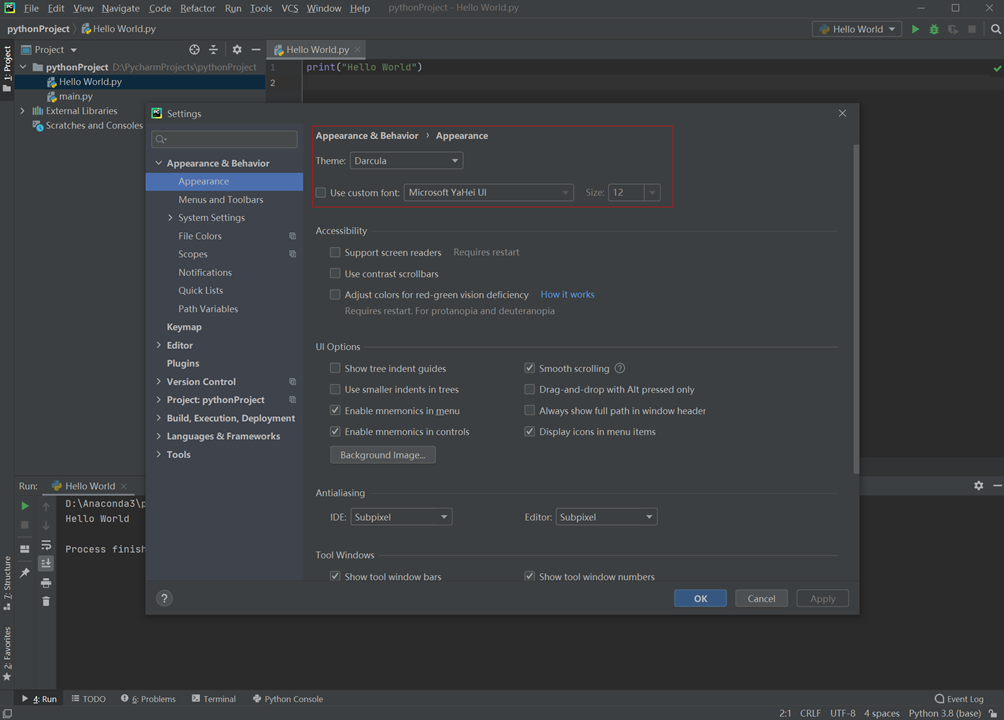 File Edit View Navigate Code Refactor Run Tools VCS Window Help pythonProject - Hello World.py
pythonProject Hello World.py Hello World
1: Project
Project Hello World.py
pythonProject D:\PycharmProjects\pythonProject
Hello World.py
main.py
External Libraries
Scratches and Consoles
1 print("Hello World")
2
Settings
Appearance & Behavior
Appearance
Menus and Toolbars
System Settings
File Colors
Scopes
Notifications
Quick Lists
Path Variables
Keymap
Editor
Plugins
Version Control
Project: pythonProject
Build, Execution, Deployment
Languages & Frameworks
Tools
Appearance & Behavior › Appearance
Theme: Darcula
Use custom font: Microsoft YaHei UI Size: 12
Accessibility
Support screen readers Requires restart
Use contrast scrollbars
Adjust colors for red-green vision deficiency How it works
Requires restart. For protanopia and deuteranopia
UI Options
Show tree indent guides Smooth scrolling ?
Use smaller indents in trees Drag-and-drop with Alt pressed only
Enable mnemonics in menu Always show full path in window header
Enable mnemonics in controls Display icons in menu items
Background Image...
Antialiasing
IDE: Subpixel Editor: Subpixel
Tool Windows
Show tool window bars Show tool window numbers
? OK Cancel Apply
Run: Hello World
D:\Anaconda3\p
Hello World
Process finish
7: Structure
2: Favorites
4: Run TODO 6: Problems Terminal Python Console Event Log
2:1 CRLF UTF-8 4 spaces Python 3.8 (base)